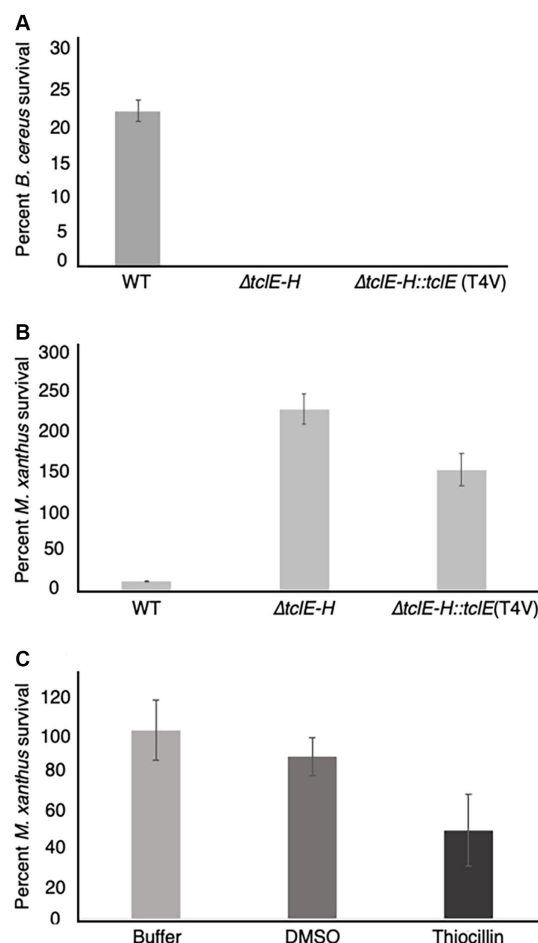 A
Percent B. cereus survival
30
25
20
15
10
5
0
WT
ΔtclE-H
ΔtclE-H::tclE (T4V)
B
Percent M. xanthus survival
300
250
200
150
100
50
0
WT
ΔtclE-H
ΔtclE-H::tclE(T4V)
C
Percent M. xanthus survival
120
100
80
60
40
20
0
Buffer
DMSO
Thiocillin